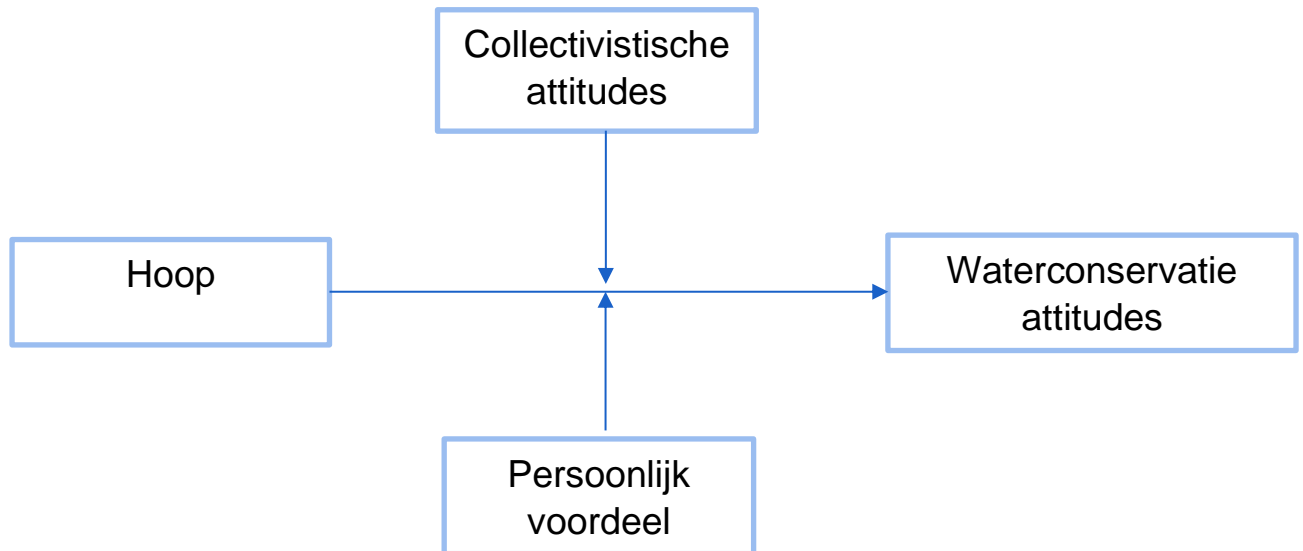 Collectivistische
attitudes
Hoop
Waterconservatie
attitudes
Persoonlijk
voordeel